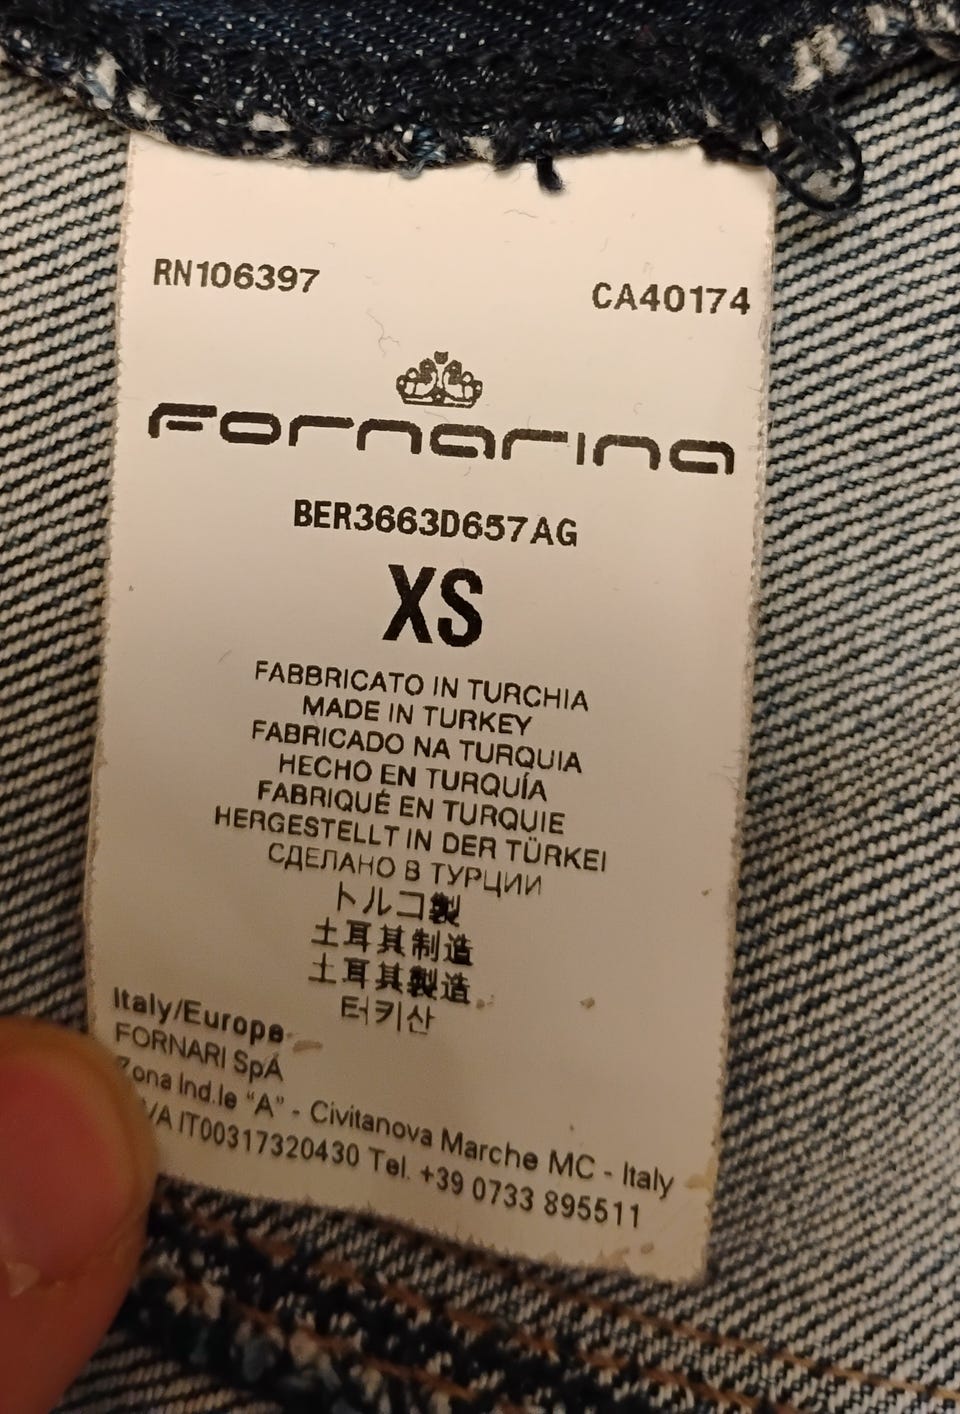 RN106397
CA40174
Fornarina
BER3663D657AG
XS
FABBRICATO IN TURCHIA
MADE IN TURKEY
FABRICADO NA TURQUIA
HECHO EN TURQUÍA
FABRIQUÉ EN TURQUIE
HERGESTELLT IN DER TÜRKEI
СДЕЛАНО В ТУРЦИИ
トルコ製
土耳其制造
土耳其製造
터키산
Italy/Europe
FORNARI SpA
Zona Ind.le "A" - Civitanova Marche MC - Italy
IT00317320430 Tel. +39 0733 895511